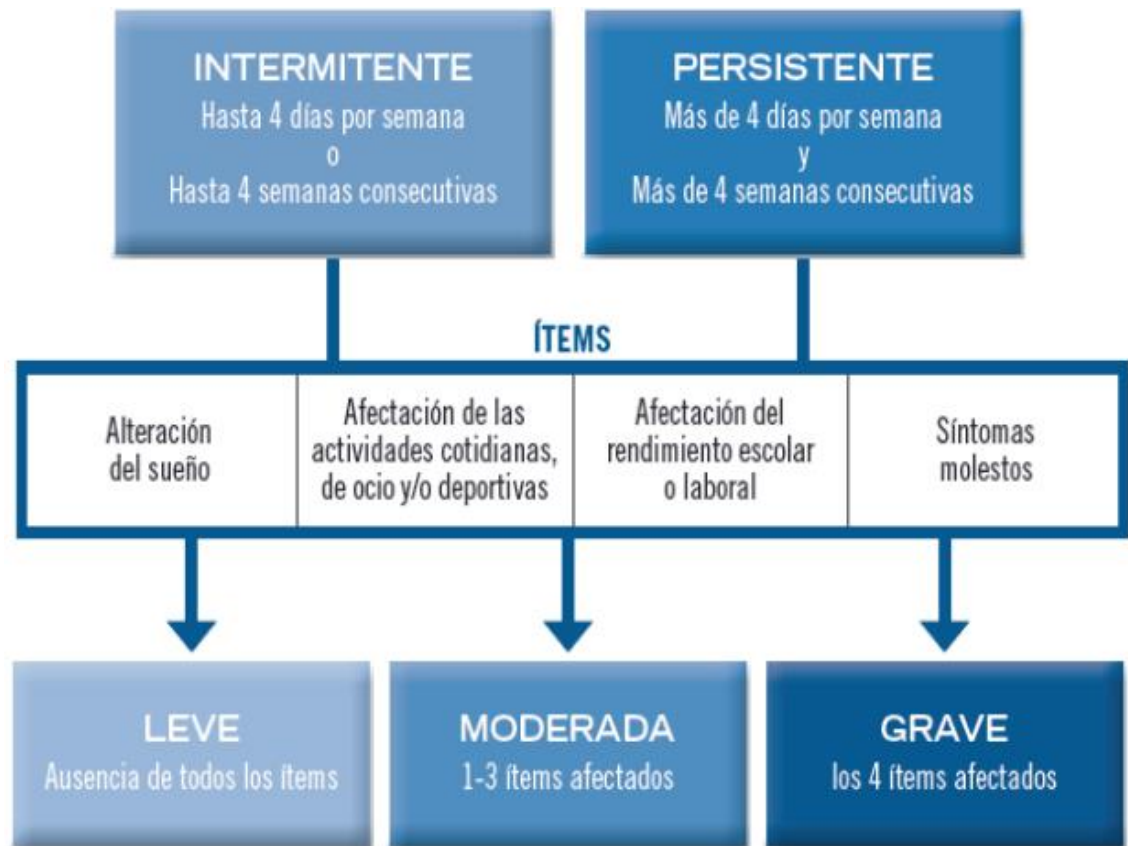 INTERMITENTE
Hasta 4 días por semana
o
Hasta 4 semanas consecutivas
PERSISTENTE
Más de 4 días por semana
y
Más de 4 semanas consecutivas
ÍTEMS
Alteración
del sueño
Afectación de las
actividades cotidianas,
de ocio y/o deportivas
Afectación del
rendimiento escolar
o laboral
Síntomas
molestos
LEVE
Ausencia de todos los ítems
MODERADA
1-3 ítems afectados
GRAVE
los 4 ítems afectados